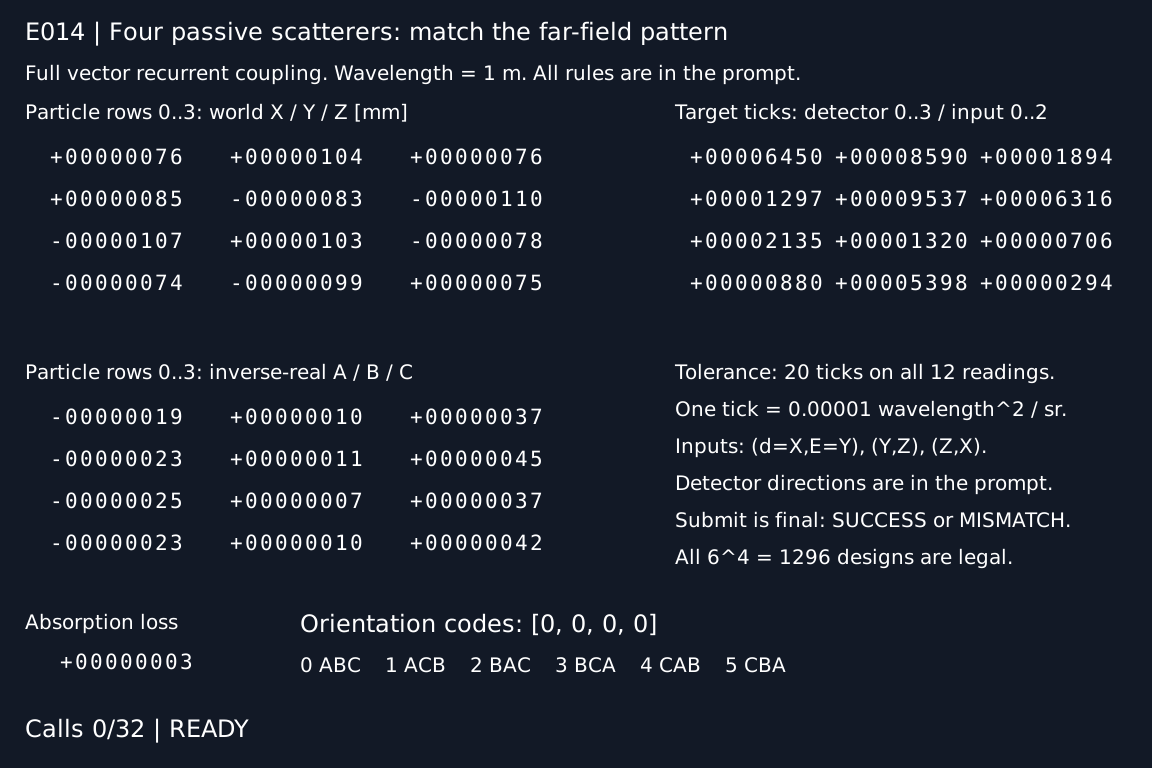 E014 | Four passive scatterers: match the far-field pattern
Full vector recurrent coupling. Wavelength = 1 m. All rules are in the prompt.
Particle rows 0..3: world X / Y / Z [mm]
+00000076 +00000104 +00000076
+00000085 -00000083 -00000110
-00000107 +00000103 -00000078
-00000074 -00000099 +00000075
Target ticks: detector 0..3 / input 0..2
+00006450 +00008590 +00001894
+00001297 +00009537 +00006316
+00002135 +00001320 +00000706
+00000880 +00005398 +00000294
Particle rows 0..3: inverse-real A / B / C
-00000019 +00000010 +00000037
-00000023 +00000011 +00000045
-00000025 +00000007 +00000037
-00000023 +00000010 +00000042
Tolerance: 20 ticks on all 12 readings.
One tick = 0.00001 wavelength^2 / sr.
Inputs: (d=X,E=Y), (Y,Z), (Z,X).
Detector directions are in the prompt.
Submit is final: SUCCESS or MISMATCH.
All 6^4 = 1296 designs are legal.
Absorption loss
+00000003
Orientation codes: [0, 0, 0, 0]
0 ABC 1 ACB 2 BAC 3 BCA 4 CAB 5 CBA
Calls 0/32 | READY